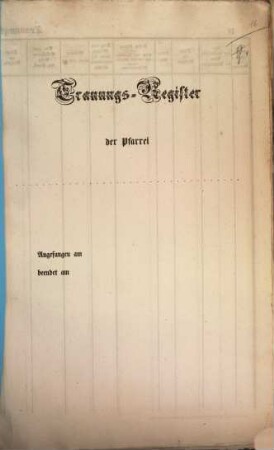 Trauungs-Register
der Pfarrei
Angefangen am
beendet am